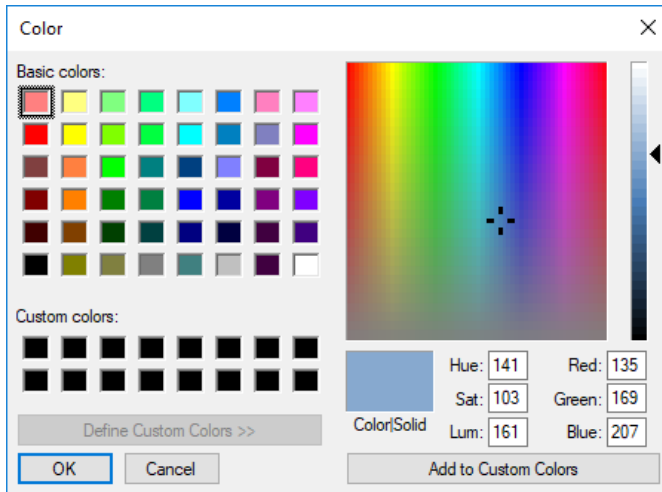 Color
Basic colors:
Custom colors:
Define Custom Colors >>
OK Cancel
Hue: 141 Red: 135
Sat: 103 Green: 169
Color|Solid Lum: 161 Blue: 207
Add to Custom Colors